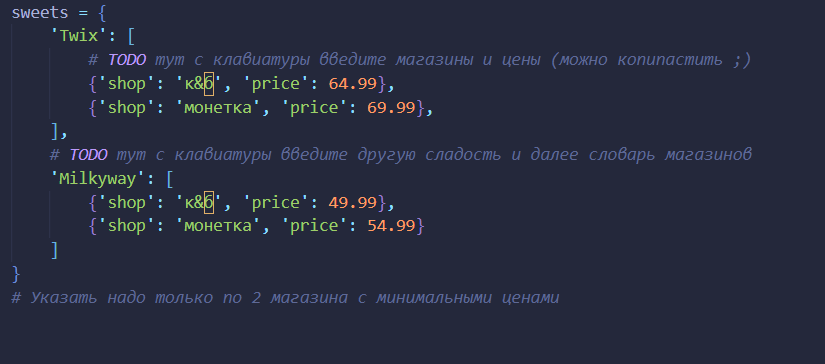 sweets = {
    'Twix': [
        # TODO тут с клавиатуры введите магазины и цены (можно копипастить ;)
        {'shop': 'к&б', 'price': 64.99},
        {'shop': 'монетка', 'price': 69.99},
    ],
    # TODO тут с клавиатуры введите другую сладость и далее словарь магазинов
    'Milkyway': [
        {'shop': 'к&б', 'price': 49.99},
        {'shop': 'монетка', 'price': 54.99}
    ]
}
# Указать надо только по 2 магазина с минимальными ценами